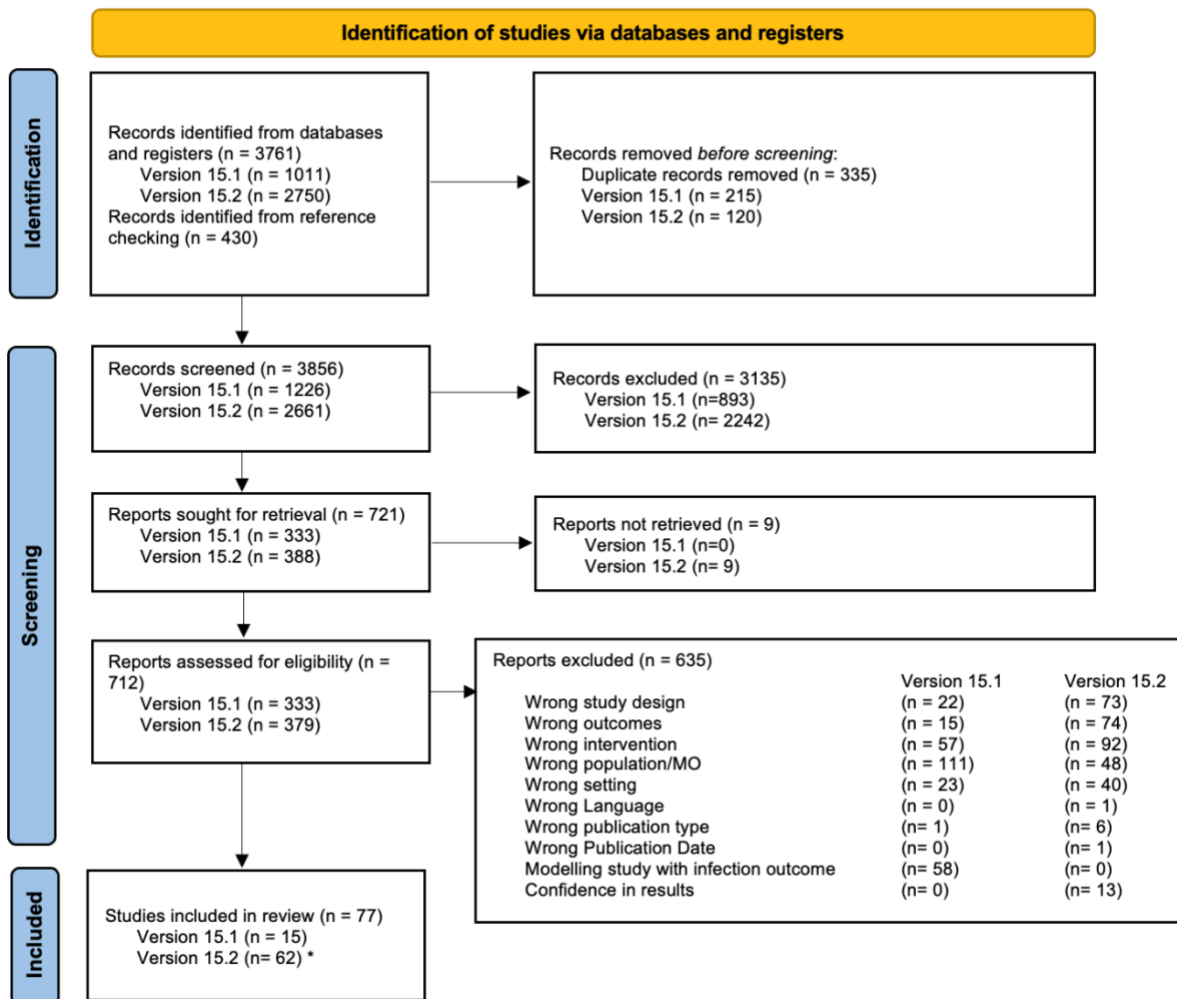 Identification of studies via databases and registers
Identification
Records identified from databases
and registers (n = 3761)
Version 15.1 (n = 1011)
Version 15.2 (n = 2750)
Records identified from reference
checking (n = 430)
Records removed before screening:
Duplicate records removed (n = 335)
Version 15.1 (n = 215)
Version 15.2 (n = 120)
Screening
Records screened (n = 3856)
Version 15.1 (n = 1226)
Version 15.2 (n = 2661)
Records excluded (n = 3135)
Version 15.1 (n=893)
Version 15.2 (n= 2242)
Reports sought for retrieval (n = 721)
Version 15.1 (n = 333)
Version 15.2 (n = 388)
Reports not retrieved (n = 9)
Version 15.1 (n=0)
Version 15.2 (n= 9)
Reports assessed for eligibility (n =
712)
Version 15.1 (n = 333)
Version 15.2 (n = 379)
Reports excluded (n = 635)
Version 15.1 Version 15.2
Wrong study design (n = 22) (n = 73)
Wrong outcomes (n = 15) (n = 74)
Wrong intervention (n = 57) (n = 92)
Wrong population/MO (n = 111) (n = 48)
Wrong setting (n = 23) (n = 40)
Wrong Language (n = 0) (n = 1)
Wrong publication type (n= 1) (n= 6)
Wrong Publication Date (n= 0) (n= 1)
Modelling study with infection outcome (n= 58) (n= 0)
Confidence in results (n= 0) (n= 13)
Included
Studies included in review (n = 77)
Version 15.1 (n = 15)
Version 15.2 (n= 62) *